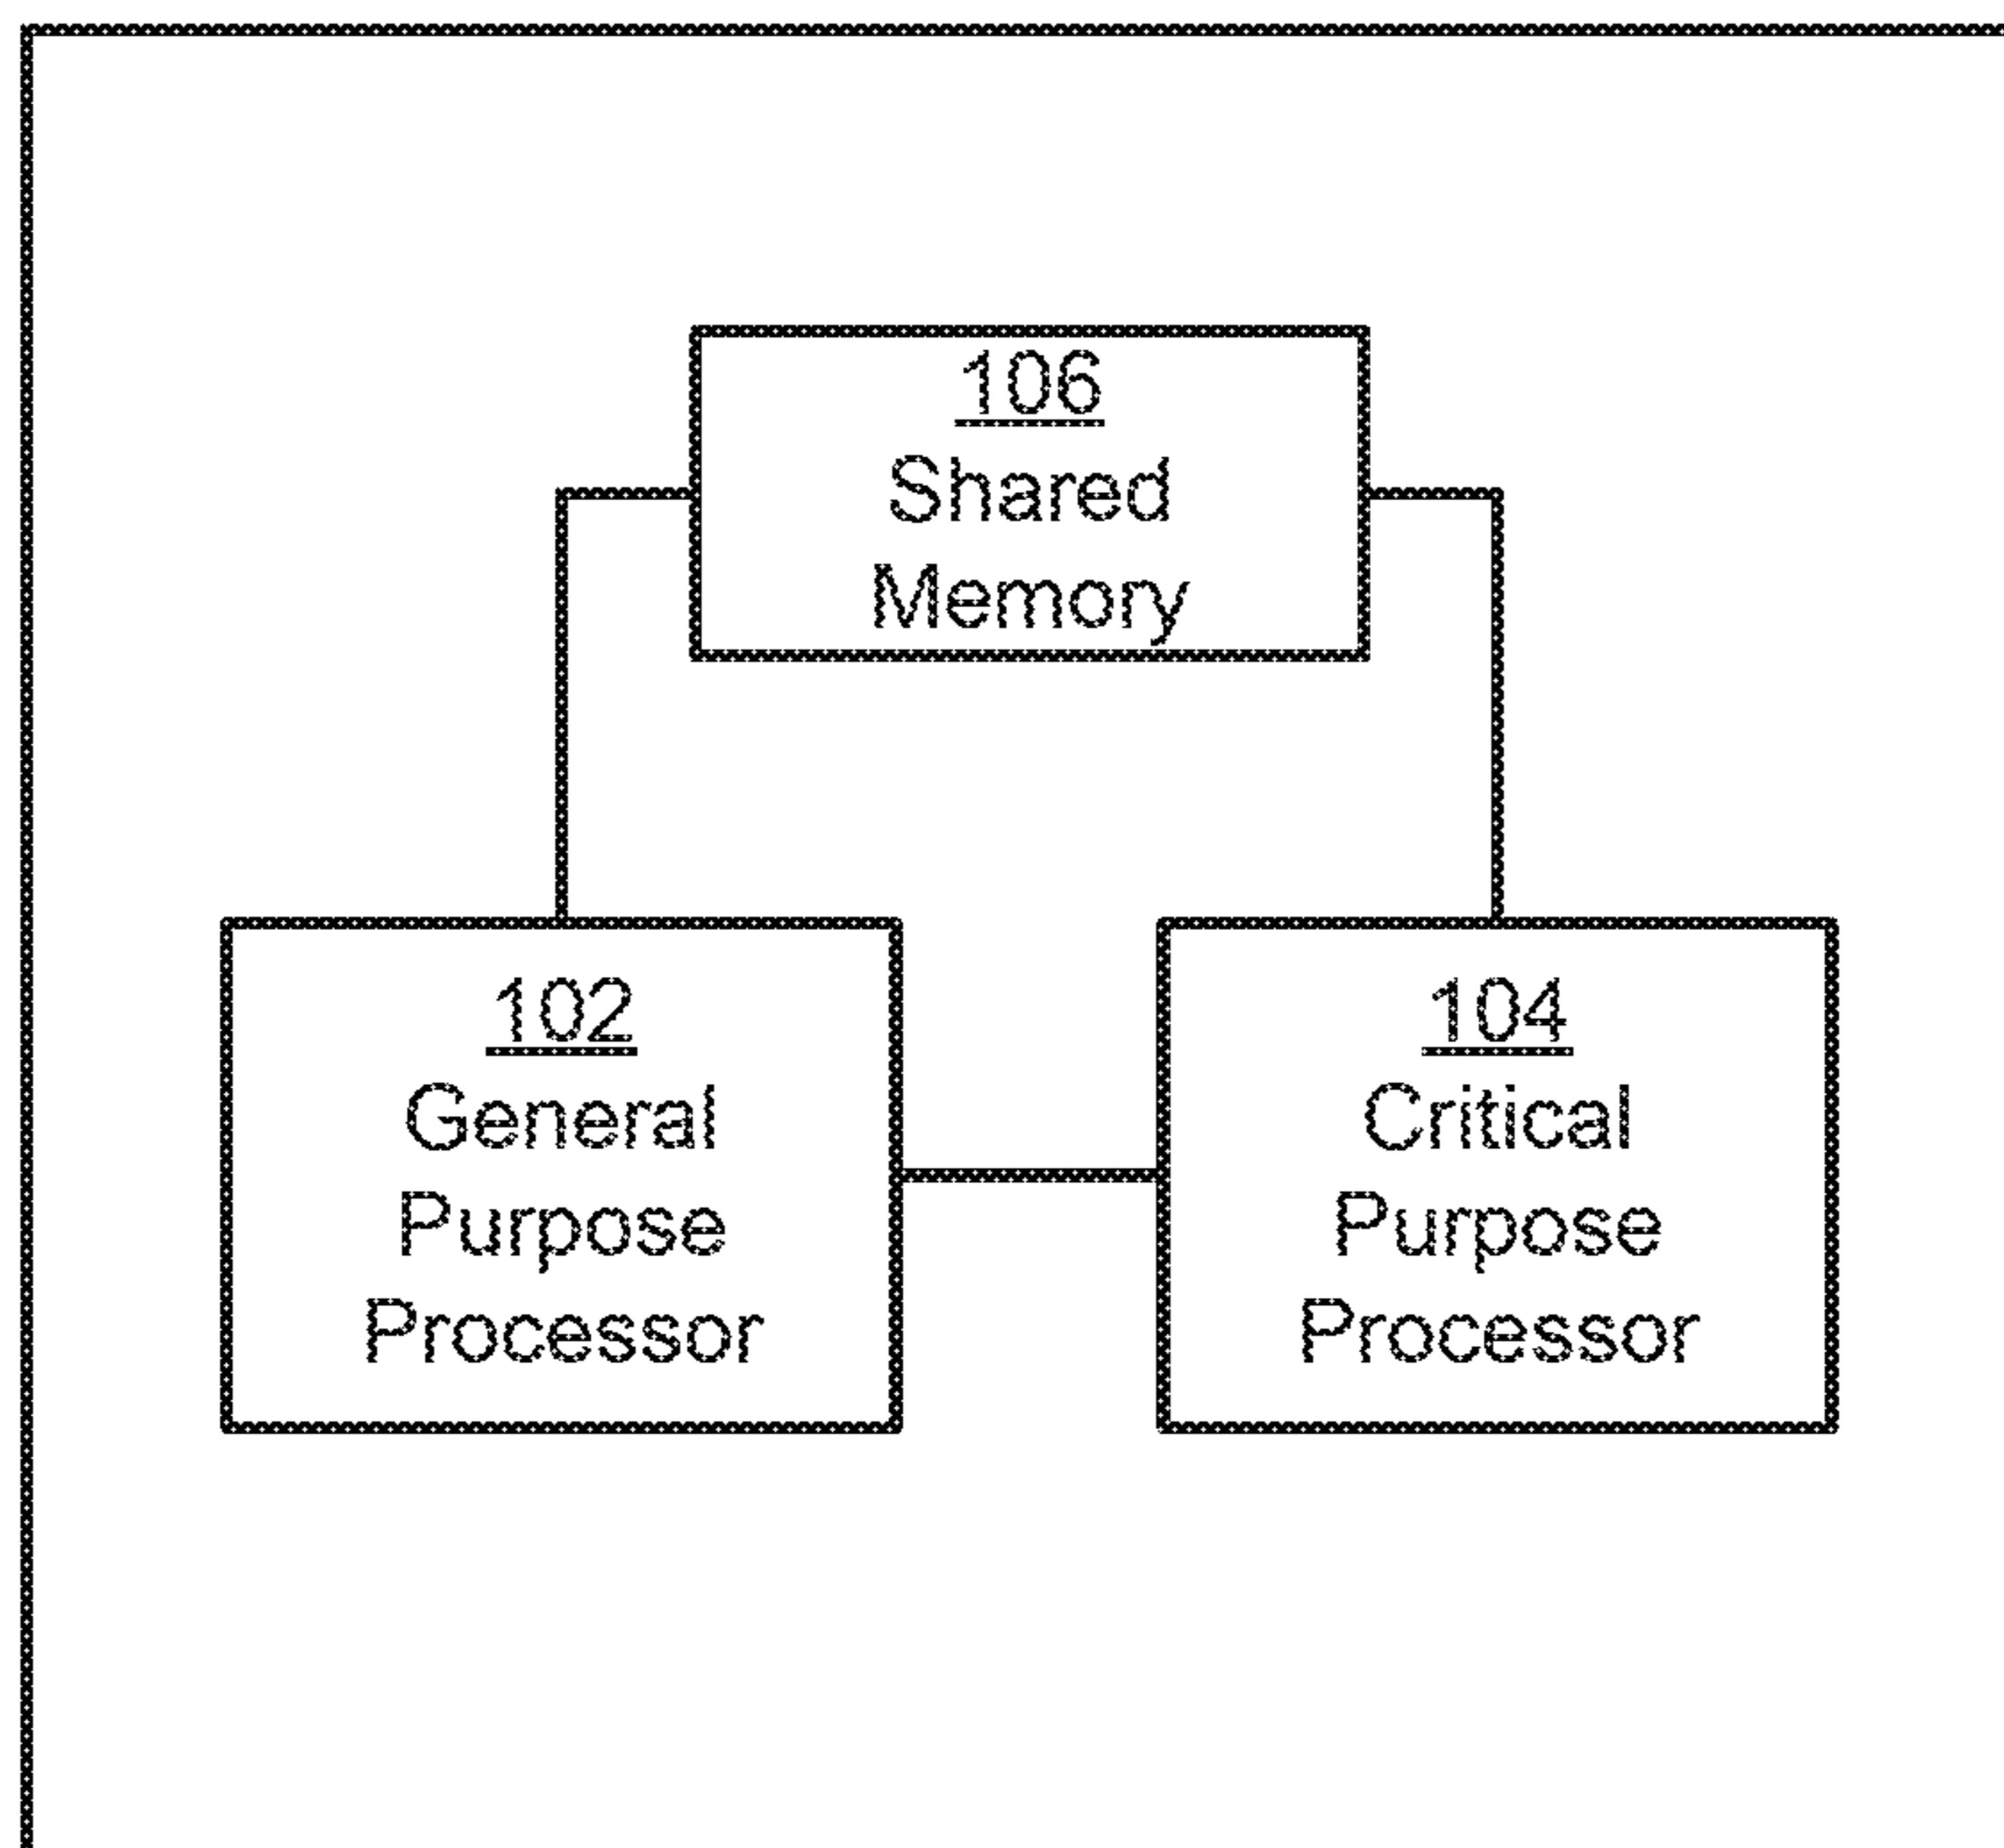 106
Shared
Memory
102
General
Purpose
Processor
104
Critical
Purpose
Processor